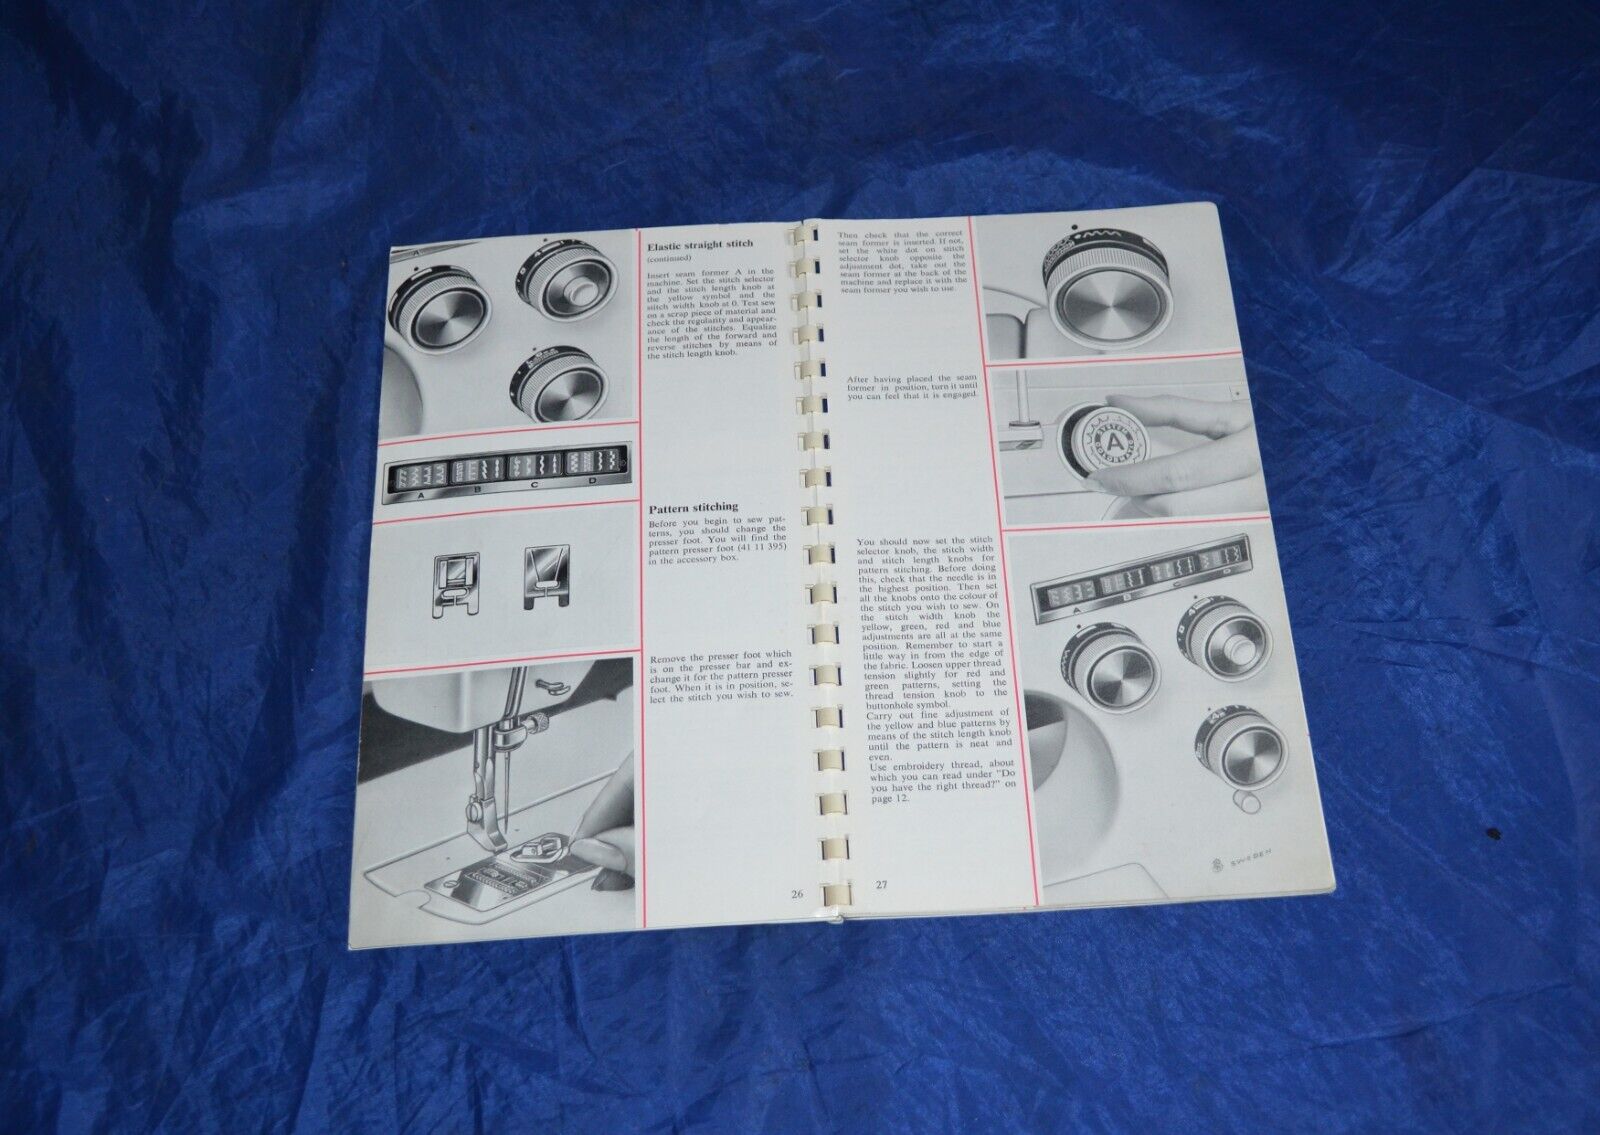 Elastic straight stitch
(continued)
Insert seam former A in the
machine. Set the stitch selector
and the stitch length knob at
the yellow symbol and the
stitch width knob at 0. Test sew
on a scrap piece of material and
check the regularity and appear-
ance of the stitches. Equalize
the length of the forward and
reverse stitches by means of
the stitch length knob.
A B C D
Pattern stitching
Before you begin to sew pat-
terns, you should change the
presser foot. You will find the
pattern presser foot (41 11 395)
in the accessory box.
Remove the presser foot which
is on the presser bar and ex-
change it for the pattern presser
foot. When it is in position, se-
lect the stitch you wish to sew.
26
Then check that the correct
seam former is inserted. If not,
set the white dot on stitch
selector knob opposite the
adjustment dot, take out the
seam former at the back of the
machine and replace it with the
seam former you wish to use.
After having placed the seam
former in position, turn it until
you can feel that it is engaged.
SYSTEM
A
COLORMATIC
You should now set the stitch
selector knob, the stitch width
and stitch length knobs for
pattern stitching. Before doing
this, check that the needle is in
the highest position. Then set
all the knobs onto the colour of
the stitch you wish to sew. On
the stitch width knob the
yellow, green, red and blue
adjustments are all at the same
position. Remember to start a
little way in from the edge of
the fabric. Loosen upper thread
tension slightly for red and
green patterns, setting the
thread tension knob to the
buttonhole symbol.
Carry out fine adjustment of
the yellow and blue patterns by
means of the stitch length knob
until the pattern is neat and
even.
Use embroidery thread, about
which you can read under "Do
you have the right thread?" on
page 12.
A B C D
SWEDEN
27